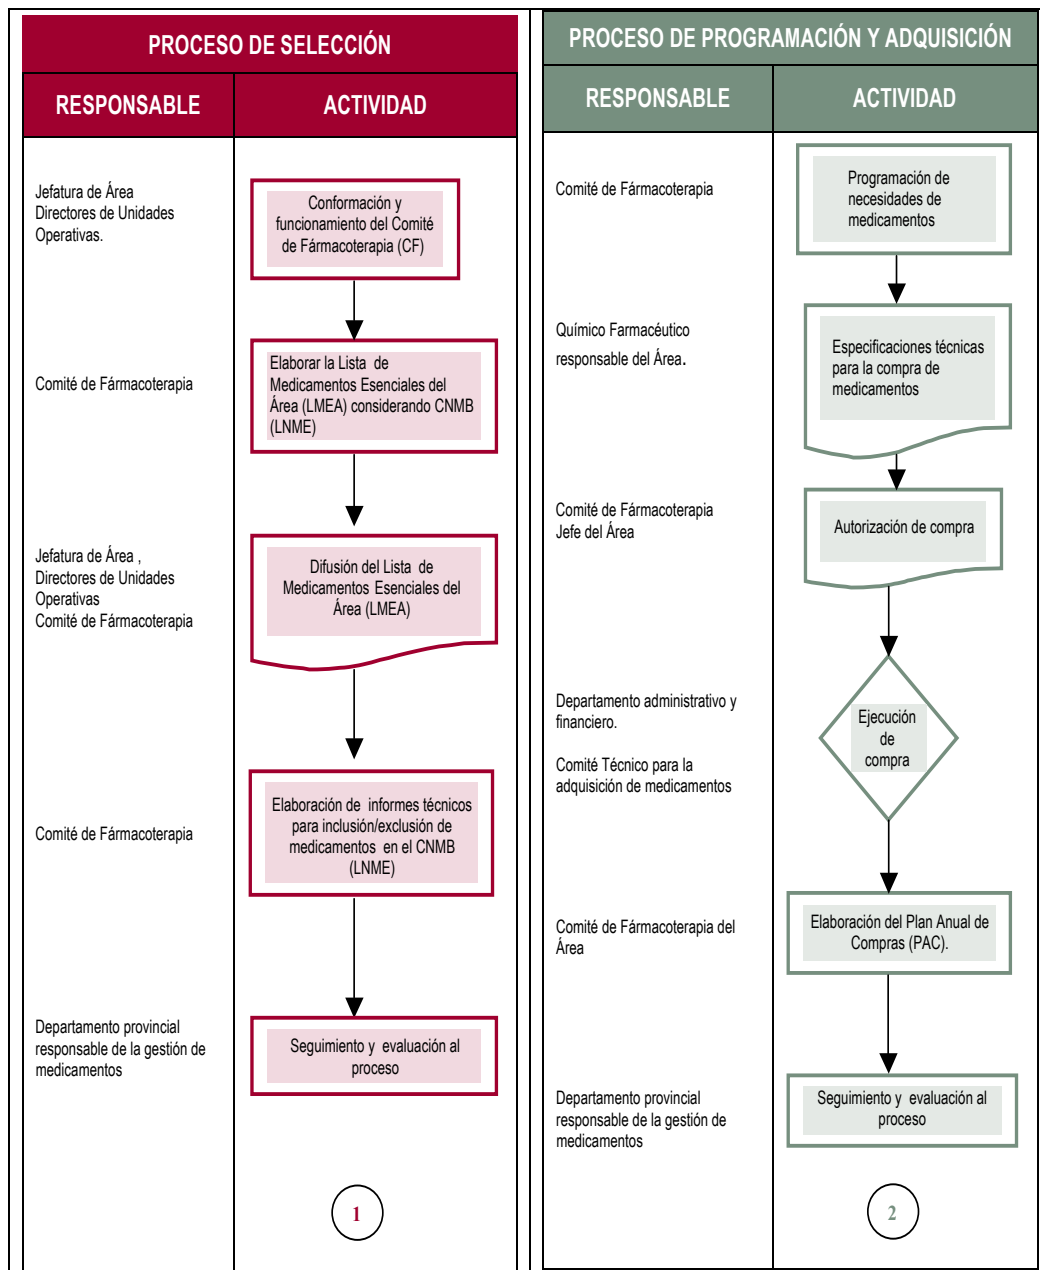 PROCESO DE SELECCIÓN
RESPONSABLE
ACTIVIDAD
Jefatura de Área
Directores de Unidades
Operativas.
Conformación y
funcionamiento del Comité
de Fármacoterapia (CF)
Comité de Fármacoterapia
Elaborar la Lista de
Medicamentos Esenciales del
Área (LMEA) considerando CNMB
(LNME)
Jefatura de Área ,
Directores de Unidades
Operativas
Comité de Fármacoterapia
Difusión del Lista de
Medicamentos Esenciales del
Área (LMEA)
Comité de Fármacoterapia
Elaboración de informes técnicos
para inclusión/exclusión de
medicamentos en el CNMB
(LNME)
Departamento provincial
responsable de la gestión de
medicamentos
Seguimiento y evaluación al
proceso
1
PROCESO DE PROGRAMACIÓN Y ADQUISICIÓN
RESPONSABLE
ACTIVIDAD
Comité de Fármacoterapia
Programación de
necesidades de
medicamentos
Químico Farmacéutico
responsable del Área.
Especificaciones técnicas
para la compra de
medicamentos
Comité de Fármacoterapia
Jefe del Área
Autorización de compra
Departamento administrativo y
financiero.
Comité Técnico para la
adquisición de medicamentos
Ejecución
de
compra
Comité de Fármacoterapia del
Área
Elaboración del Plan Anual de
Compras (PAC).
Departamento provincial
responsable de la gestión de
medicamentos
Seguimiento y evaluación al
proceso
2